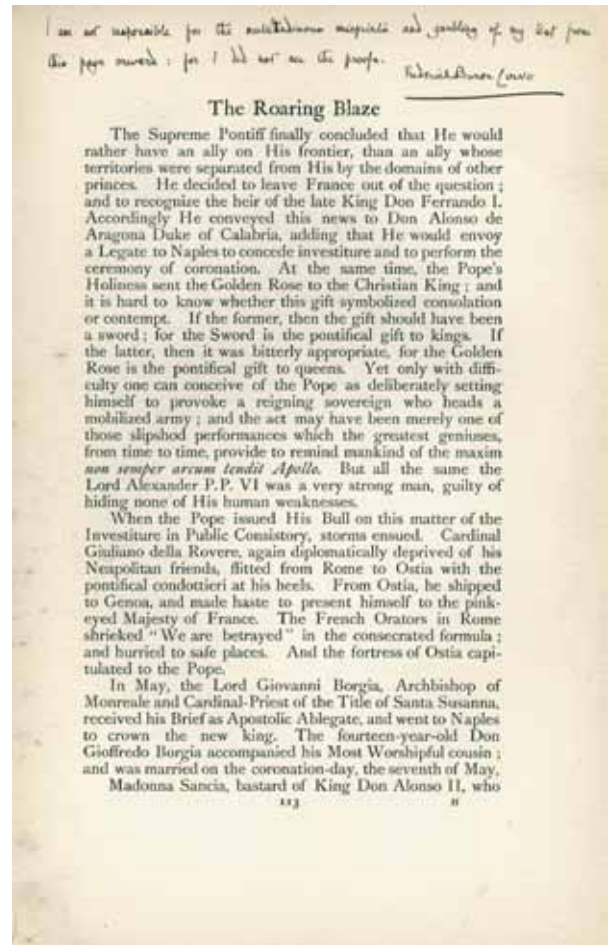 I am not responsible for the multitudinous misprints and garbling of my text from
this page onward : for I did not see the proofs.
Frederick Baron Corvo
The Roaring Blaze
The Supreme Pontiff finally concluded that He would
rather have an ally on His frontier, than an ally whose
territories were separated from His by the domains of other
princes. He decided to leave France out of the question ;
and to recognize the heir of the late King Don Ferrando I.
Accordingly He conveyed this news to Don Alonso de
Aragona Duke of Calabria, adding that He would envoy
a Legate to Naples to concede investiture and to perform the
ceremony of coronation. At the same time, the Pope's
Holiness sent the Golden Rose to the Christian King ; and
it is hard to know whether this gift symbolized consolation
or contempt. If the former, then the gift should have been
a sword ; for the Sword is the pontifical gift to kings. If
the latter, then it was bitterly appropriate, for the Golden
Rose is the pontifical gift to queens. Yet only with diffi-
culty one can conceive of the Pope as deliberately setting
himself to provoke a reigning sovereign who heads a
mobilized army ; and the act may have been merely one of
those slipshod performances which the greatest geniuses,
from time to time, provide to remind mankind of the maxim
non semper arcum tendit Apollo. But all the same the
Lord Alexander P.P. VI was a very strong man, guilty of
hiding none of His human weaknesses.
When the Pope issued His Bull on this matter of the
Investiture in Public Consistory, storms ensued. Cardinal
Giuliano della Rovere, again diplomatically deprived of his
Neapolitan friends, flitted from Rome to Ostia with the
pontifical condottieri at his heels. From Ostia, he shipped
to Genoa, and made haste to present himself to the pink-
eyed Majesty of France. The French Orators in Rome
shrieked "We are betrayed" in the consecrated formula ;
and hurried to safe places. And the fortress of Ostia capi-
tulated to the Pope.
In May, the Lord Giovanni Borgia, Archbishop of
Monreale and Cardinal-Priest of the Title of Santa Susanna,
received his Brief as Apostolic Ablegate, and went to Naples
to crown the new king. The fourteen-year-old Don
Gioffredo Borgia accompanied his Most Worshipful cousin ;
and was married on the coronation-day, the seventh of May,
Madonna Sancia, bastard of King Don Alonso II, who
113 H